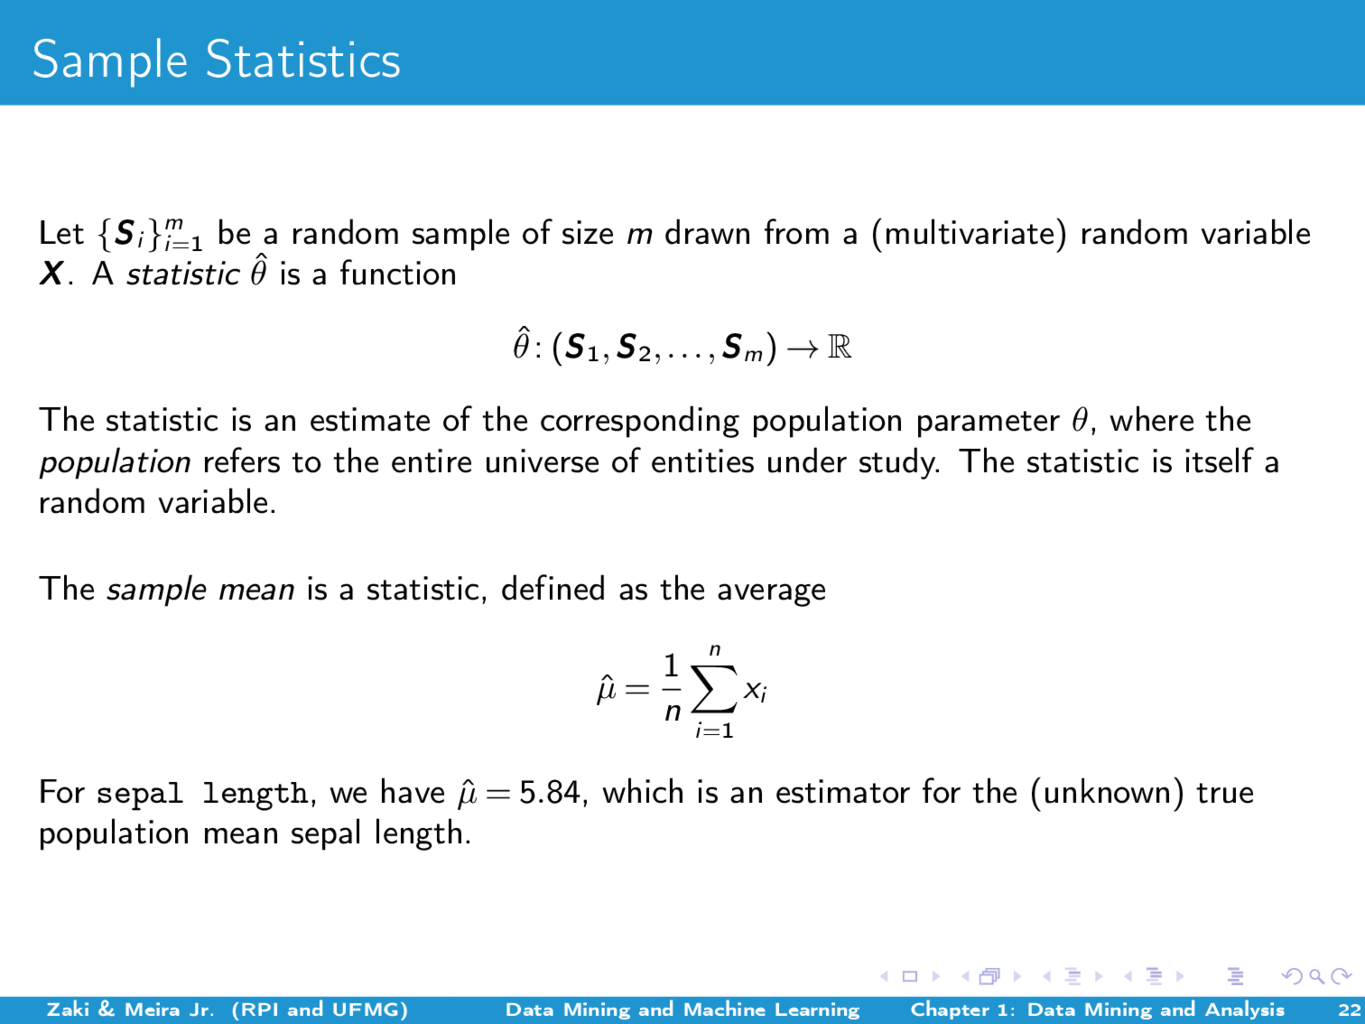 Sample Statistics
Let {S_i}_{i=1}^m be a random sample of size m drawn from a (multivariate) random variable
X. A statistic θ̂ is a function
θ̂ : (S_1, S_2, ..., S_m) → ℝ
The statistic is an estimate of the corresponding population parameter θ, where the
population refers to the entire universe of entities under study. The statistic is itself a
random variable.
The sample mean is a statistic, defined as the average
μ̂ = \frac{1}{n} \sum_{i=1}^{n} x_i
For sepal length, we have μ̂ = 5.84, which is an estimator for the (unknown) true
population mean sepal length.
Zaki & Meira Jr. (RPI and UFMG) Data Mining and Machine Learning Chapter 1: Data Mining and Analysis 22